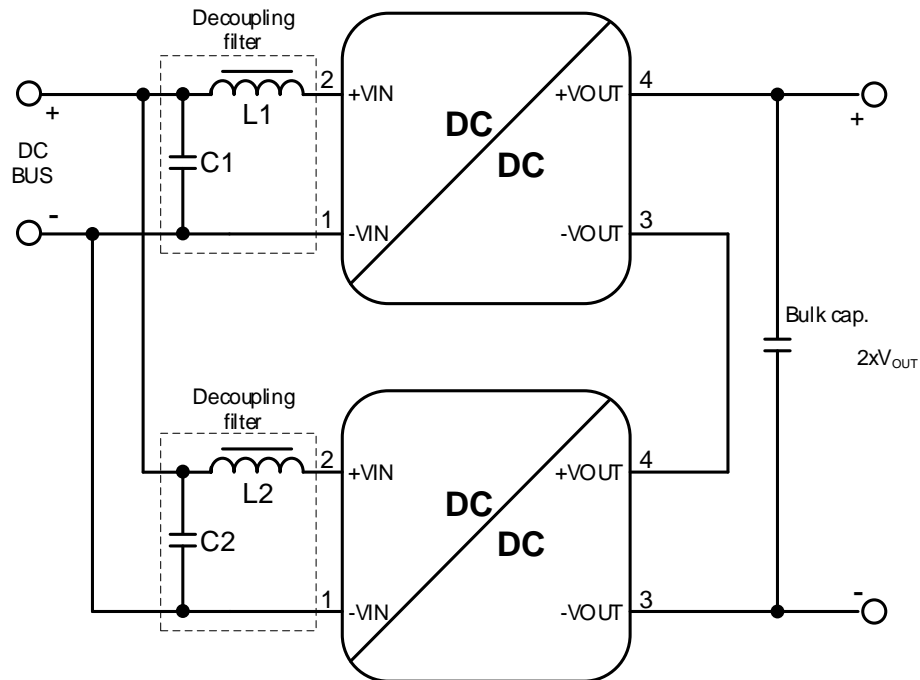 Decoupling
filter
2
+VIN
+VOUT
4
+
L1
DC
DC
+
DC
BUS
C1
-
1
-VIN
-VOUT
3
Bulk cap.
2xVOUT
Decoupling
filter
2
+VIN
+VOUT
4
L2
DC
DC
C2
1
-VIN
-VOUT
3
-